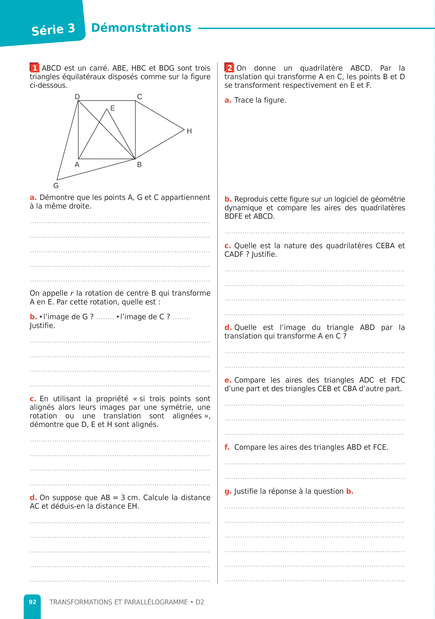 Série 3
Démonstrations
1 ABCD est un carré. ABE, HBC et BDG sont trois
triangles équilatéraux disposés comme sur la figure
ci-dessous.
D
C
E
H
A
B
G
a. Démontre que les points A, G et C appartiennent
à la même droite.
On appelle r la rotation de centre B qui transforme
A en E. Par cette rotation, quelle est :
b. •l'image de G ? ........ •l'image de C ? ........
Justifie.
c. En utilisant la propriété « si trois points sont
alignés alors leurs images par une symétrie, une
rotation ou une translation sont alignées »,
démontre que D, E et H sont alignés.
d. On suppose que AB = 3 cm. Calcule la distance
AC et déduis-en la distance EH.
2 On donne un quadrilatère ABCD. Par la
translation qui transforme A en C, les points B et D
se transforment respectivement en E et F.
a. Trace la figure.
b. Reproduis cette figure sur un logiciel de géométrie
dynamique et compare les aires des quadrilatères
BDFE et ABCD.
c. Quelle est la nature des quadrilatères CEBA et
CADF ? Justifie.
d. Quelle est l'image du triangle ABD par la
translation qui transforme A en C ?
e. Compare les aires des triangles ADC et FDC
d'une part et des triangles CEB et CBA d'autre part.
f. Compare les aires des triangles ABD et FCE.
g. Justifie la réponse à la question b.
92
TRANSFORMATIONS ET PARALLÉLOGRAMME • D2